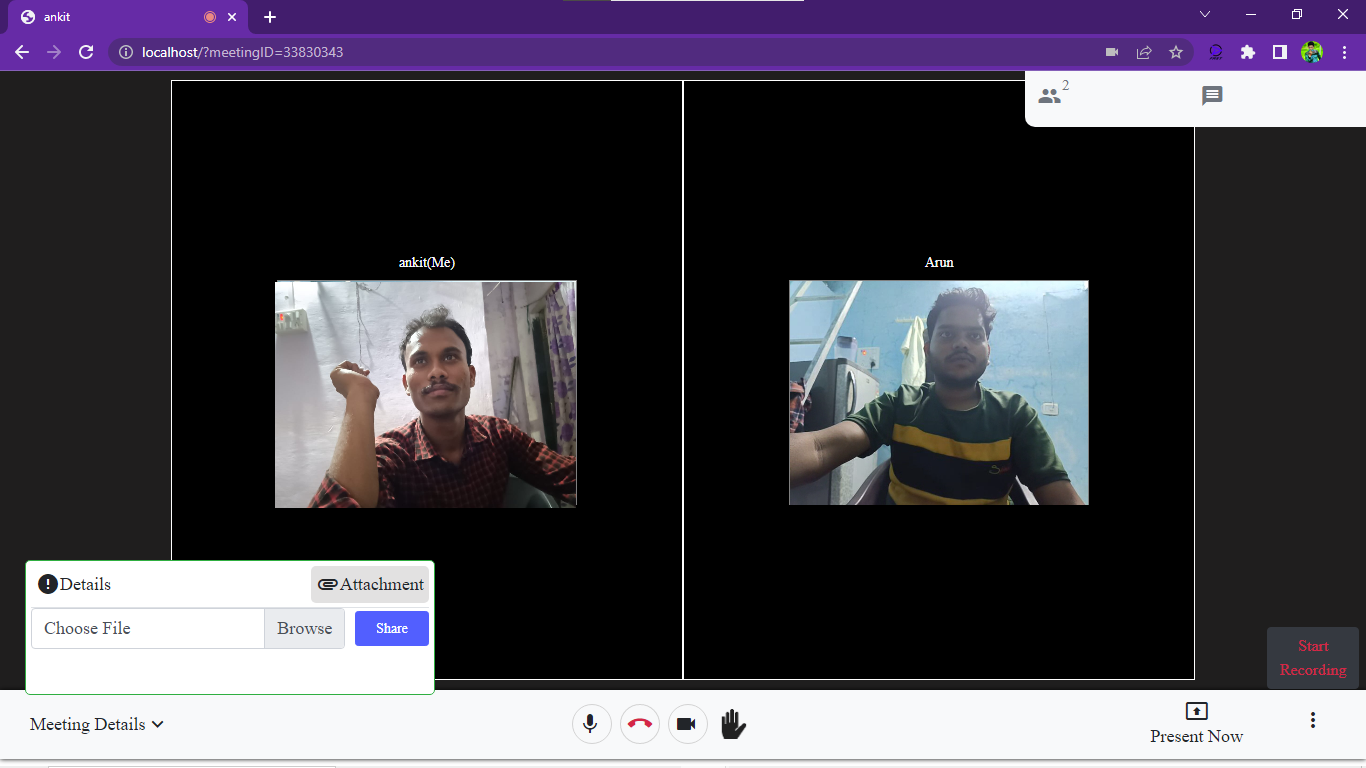 ankit
localhost/?meetingID=33830343
2
ankit(Me)
Arun
Details
Attachment
Choose File
Browse
Share
Start
Recording
Meeting Details
Present Now